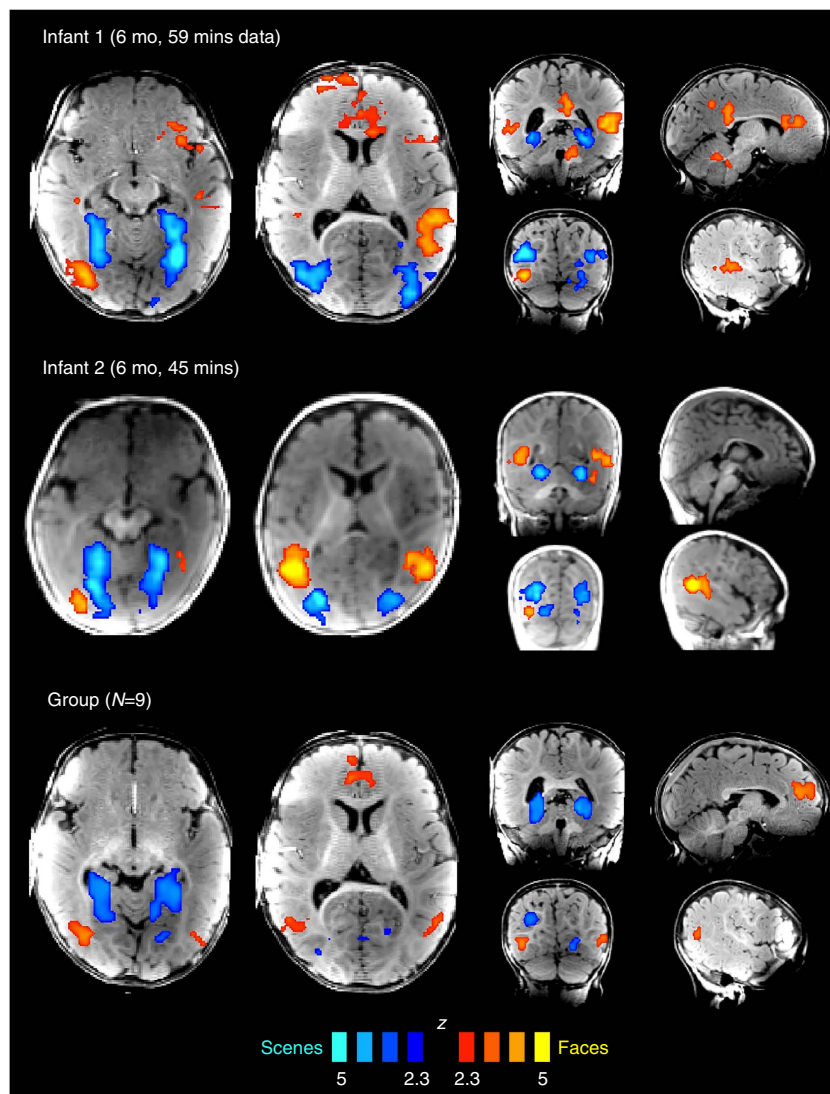 Infant 1 (6 mo, 59 mins data)
Infant 2 (6 mo, 45 mins)
Group (N=9)
z
Scenes Faces
5 2.3 2.3 5